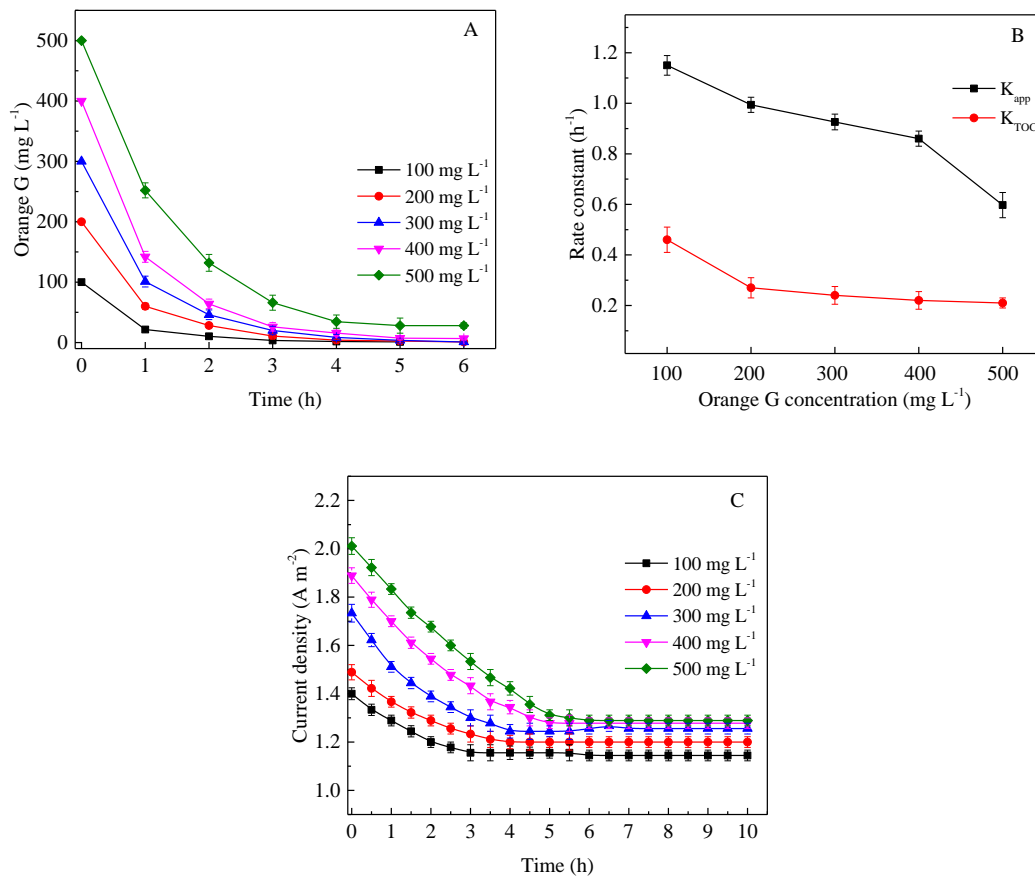 A
Orange G (mg L⁻¹)
500
400
300
200
100
0
100 mg L⁻¹
200 mg L⁻¹
300 mg L⁻¹
400 mg L⁻¹
500 mg L⁻¹
0 1 2 3 4 5 6
Time (h)
B
Rate constant (h⁻¹)
1.2
1.0
0.8
0.6
0.4
0.2
K_app
K_TOC
100 200 300 400 500
Orange G concentration (mg L⁻¹)
C
Current density (A m⁻²)
2.2
2.0
1.8
1.6
1.4
1.2
1.0
100 mg L⁻¹
200 mg L⁻¹
300 mg L⁻¹
400 mg L⁻¹
500 mg L⁻¹
0 1 2 3 4 5 6 7 8 9 10
Time (h)